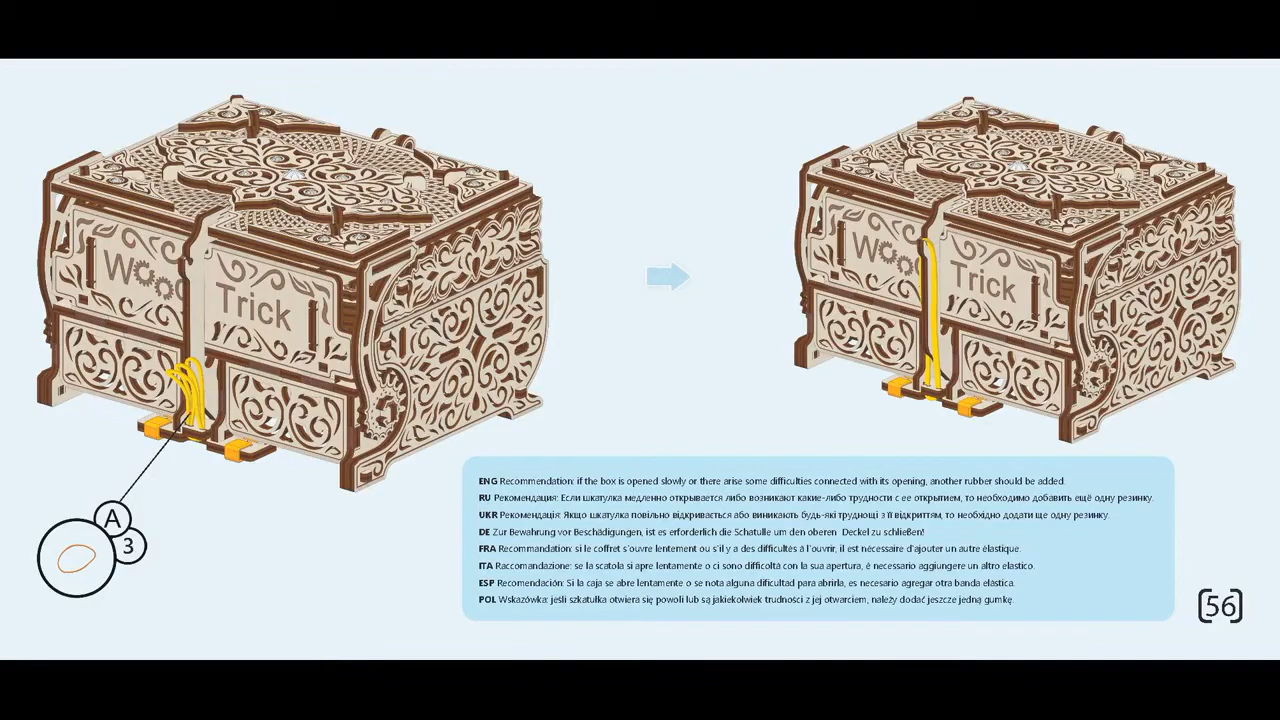 Wood
Trick
Wood
Trick
A
3
ENG Recommendation: if the box is opened slowly or there arise some difficulties connected with its opening, another rubber should be added.
RU Рекомендация: Если шкатулка медленно открывается либо возникают какие-либо трудности с ее открытием, то необходимо добавить ещё одну резинку.
UKR Рекомендація: Якщо шкатулка повільно відкривається або виникають будь-які труднощі з її відкриттям, то необхідно додати ще одну резинку.
DE Zur Bewahrung vor Beschädigungen, ist es erforderlich die Schatulle um den oberen Deckel zu schließen!
FRA Recommandation: si le coffret s'ouvre lentement ou s'il y a des difficultés à l'ouvrir, il est nécessaire d'ajouter un autre élastique.
ITA Raccomandazione: se la scatola si apre lentamente o ci sono difficoltà con la sua apertura, è necessario aggiungere un altro elastico.
ESP Recomendación: Si la caja se abre lentamente o se nota alguna dificultad para abrirla, es necesario agregar otra banda elástica.
POL Wskazówka: jeśli szkatułka otwiera się powoli lub są jakiekolwiek trudności z jej otwarciem, należy dodać jeszcze jedną gumkę.
[56]